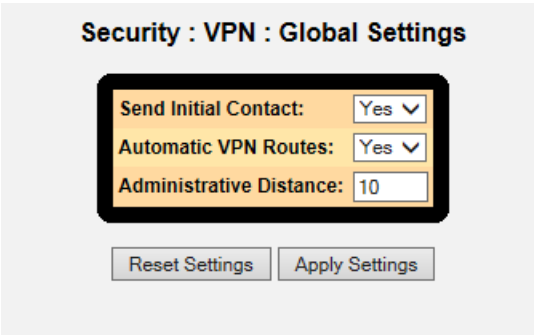 Security : VPN : Global Settings
Send Initial Contact: Yes
Automatic VPN Routes: Yes
Administrative Distance: 10
Reset Settings Apply Settings